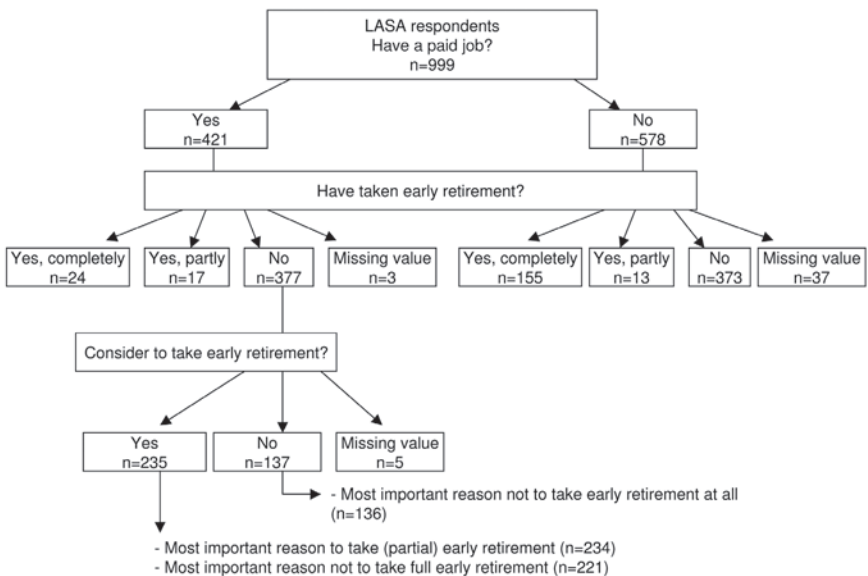 LASA respondents
Have a paid job?
n=999
Yes
n=421
No
n=578
Have taken early retirement?
Yes, completely
n=24
Yes, partly
n=17
No
n=377
Missing value
n=3
Yes, completely
n=155
Yes, partly
n=13
No
n=373
Missing value
n=37
Consider to take early retirement?
Yes
n=235
No
n=137
Missing value
n=5
- Most important reason not to take early retirement at all
(n=136)
- Most important reason to take (partial) early retirement (n=234)
- Most important reason not to take full early retirement (n=221)